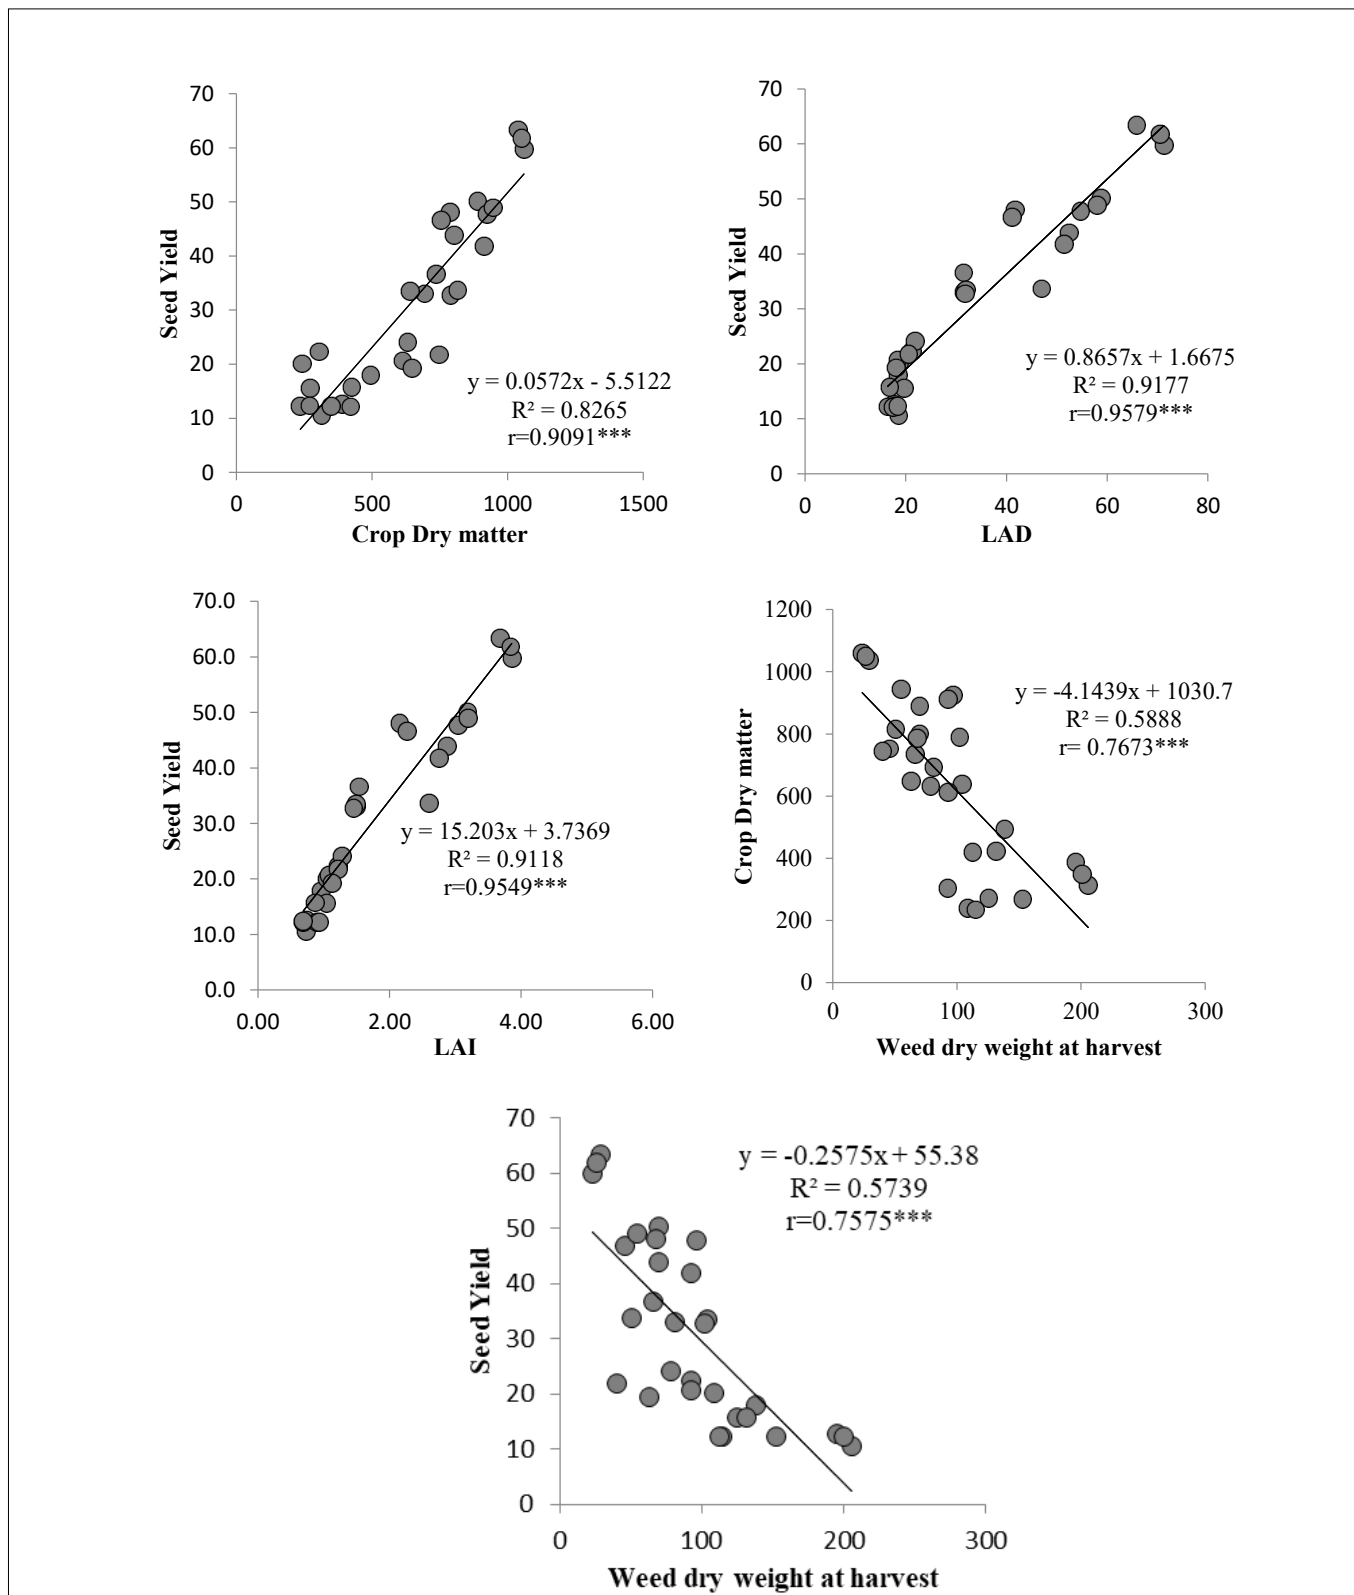 70
60
50
40
30
20
10
0
0
500
1000
1500
Seed Yield
Crop Dry matter
y = 0.0572x - 5.5122
R² = 0.8265
r=0.9091***
70
60
50
40
30
20
10
0
0
20
40
60
80
Seed Yield
LAD
y = 0.8657x + 1.6675
R² = 0.9177
r=0.9579***
70.0
60.0
50.0
40.0
30.0
20.0
10.0
0.0
0.00
2.00
4.00
6.00
Seed Yield
LAI
y = 15.203x + 3.7369
R² = 0.9118
r=0.9549***
1200
1000
800
600
400
200
0
0
100
200
300
Crop Dry matter
Weed dry weight at harvest
y = -4.1439x + 1030.7
R² = 0.5888
r= 0.7673***
70
60
50
40
30
20
10
0
0
100
200
300
Seed Yield
Weed dry weight at harvest
y = -0.2575x + 55.38
R² = 0.5739
r=0.7575***